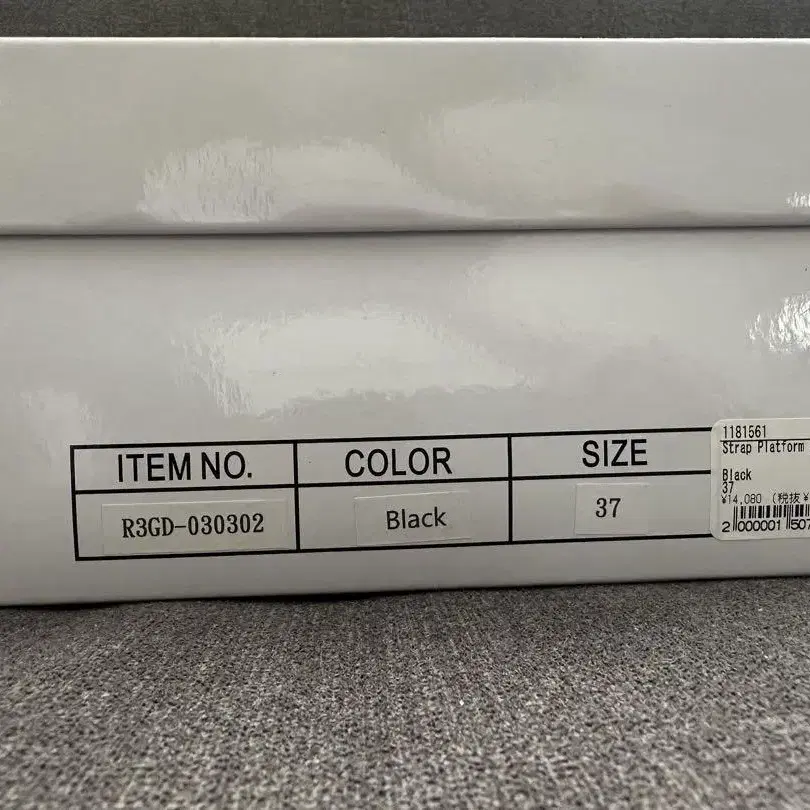 ITEM NO. COLOR SIZE
R3GD-030302 Black 37
1181561
Strap Platform
Black
37
¥14,080 (税抜¥
2 000001 507